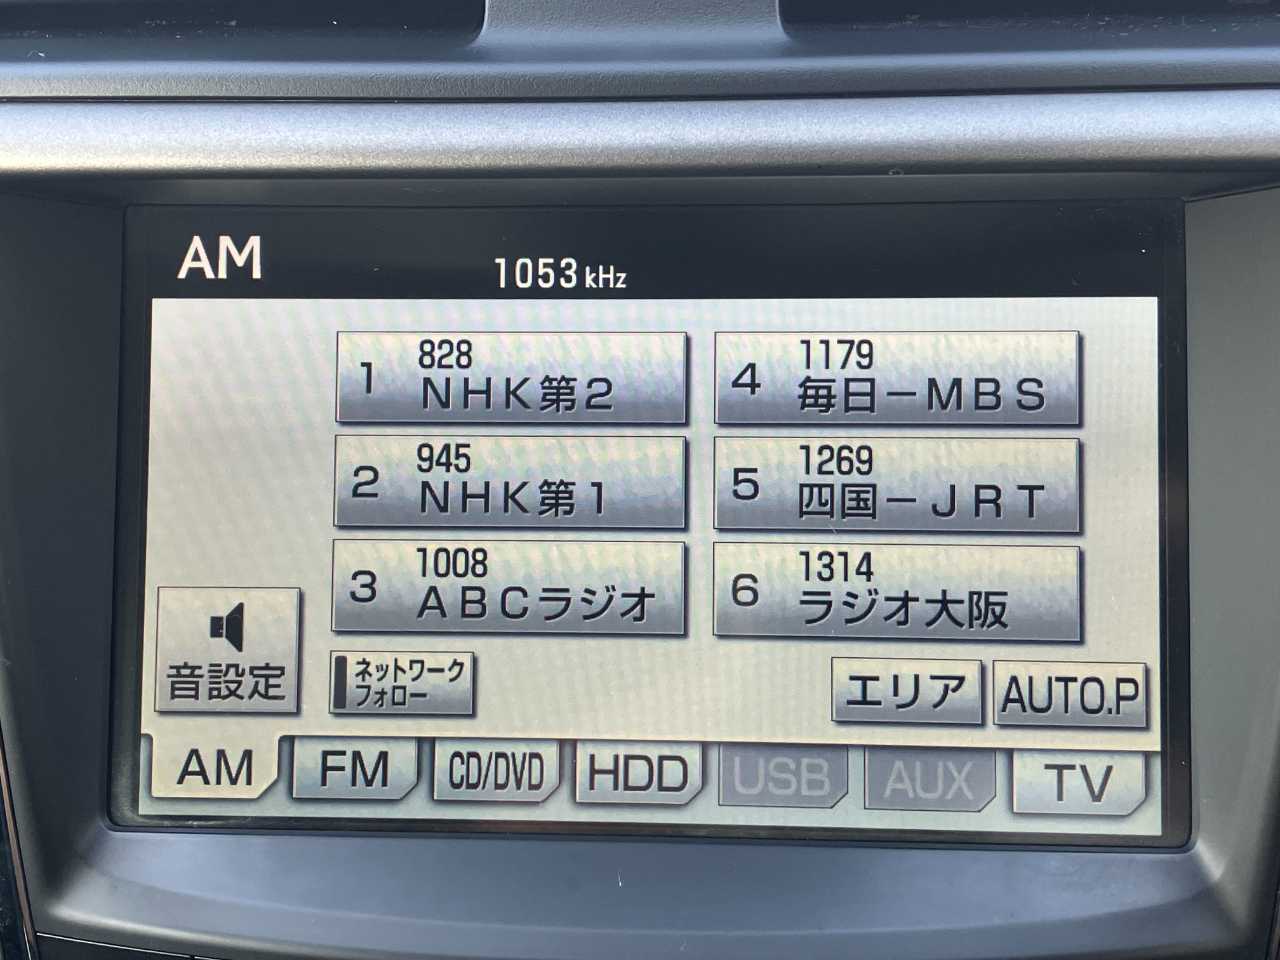 AM
1053kHz
1 828
NHK第2
4 1179
毎日－MBS
2 945
NHK第1
5 1269
四国－JRT
3 1008
ABCラジオ
6 1314
ラジオ大阪
音設定
ネットワーク
フォロー
エリア
AUTO.P
AM
FM
CD/DVD
HDD
USB
AUX
TV